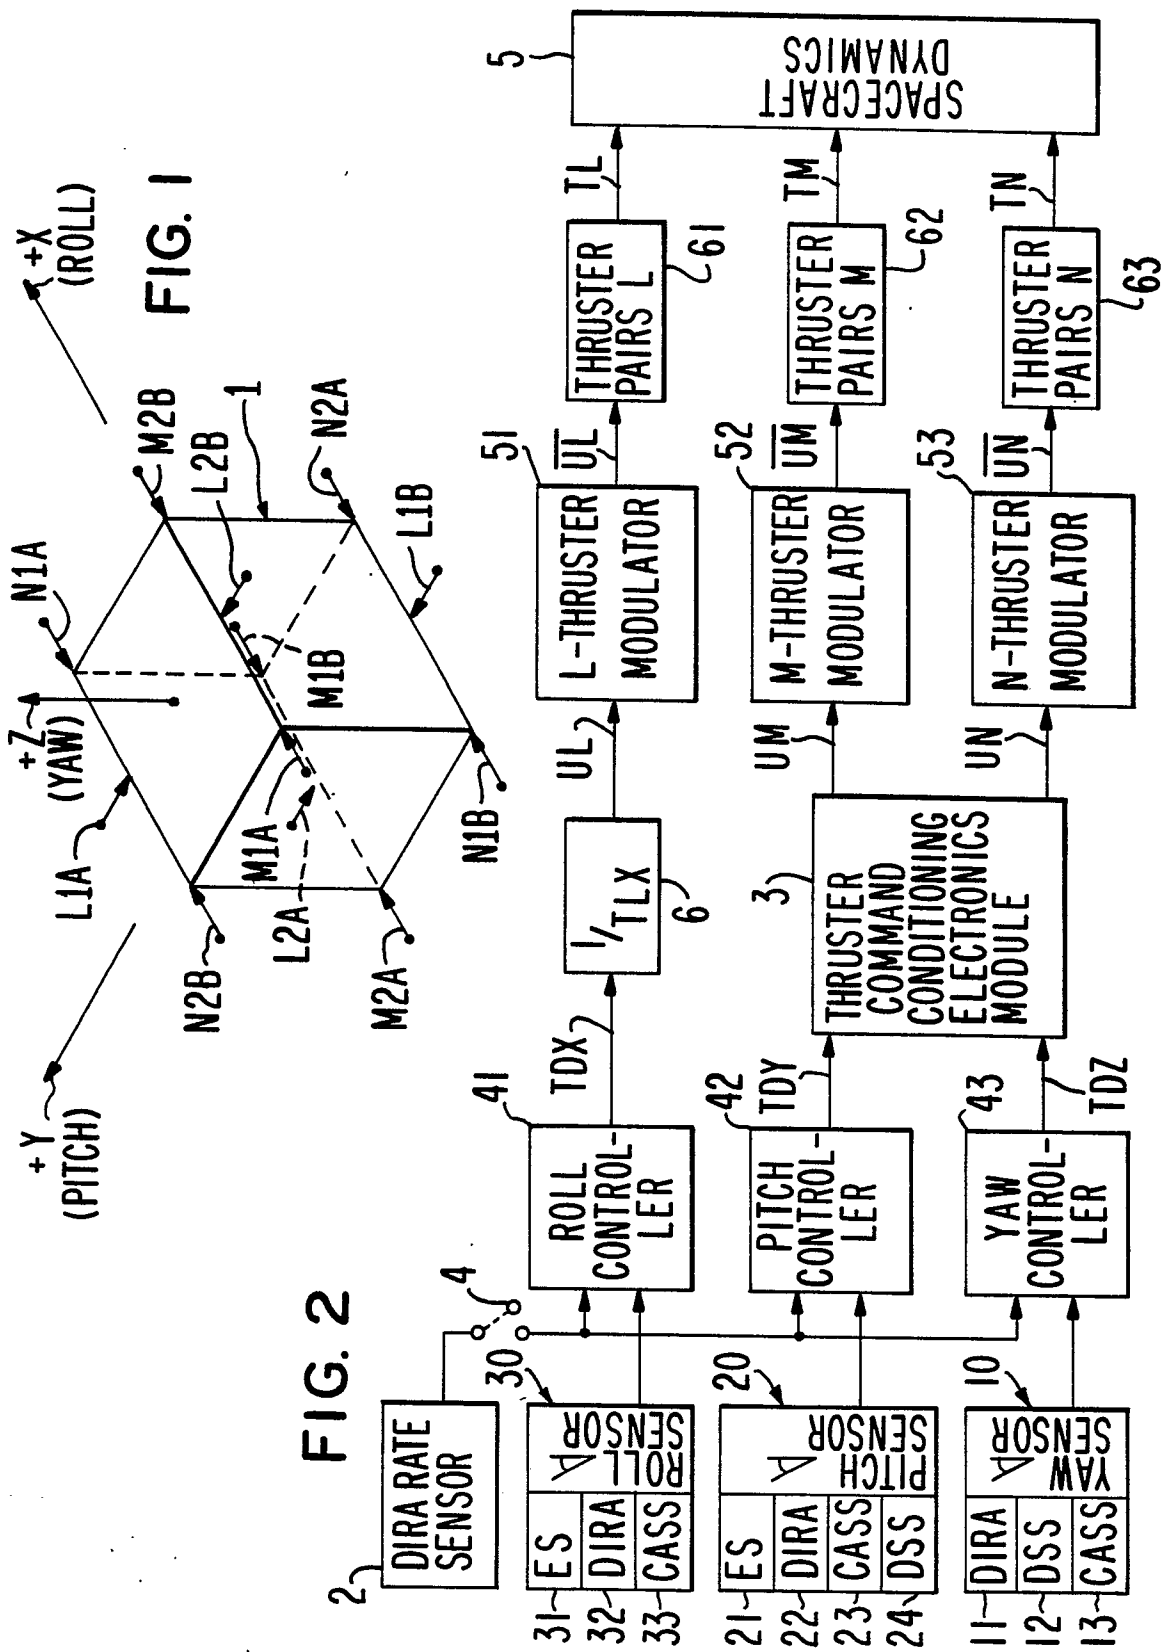 FIG. 1
+X
(ROLL)
+Y
(PITCH)
+Z
(YAW)
L1A
N1A
M2B
L2B
1
N2A
L1B
M1B
N2B
M1A
L2A
M2A
N1B
FIG. 2
2
DIRA RATE
SENSOR
4
31
ES
32
DIRA
33
CASS
ROLL
SENSOR
30
21
ES
22
DIRA
23
CASS
24
DSS
PITCH
SENSOR
20
11
DIRA
12
DSS
13
CASS
YAW
SENSOR
10
41
ROLL
CONTROL-
LER
42
PITCH
CONTROL-
LER
43
YAW
CONTROL-
LER
TDX
TDY
TDZ
1/TLX
6
3
THRUSTER
COMMAND
CONDITIONING
ELECTRONICS
MODULE
UL
UM
UN
51
L-THRUSTER
MODULATOR
52
M-THRUSTER
MODULATOR
53
N-THRUSTER
MODULATOR
U̅L̅
U̅M̅
U̅N̅
THRUSTER
PAIRS L
61
THRUSTER
PAIRS M
62
THRUSTER
PAIRS N
63
TL
TM
TN
5
SPACECRAFT
DYNAMICS